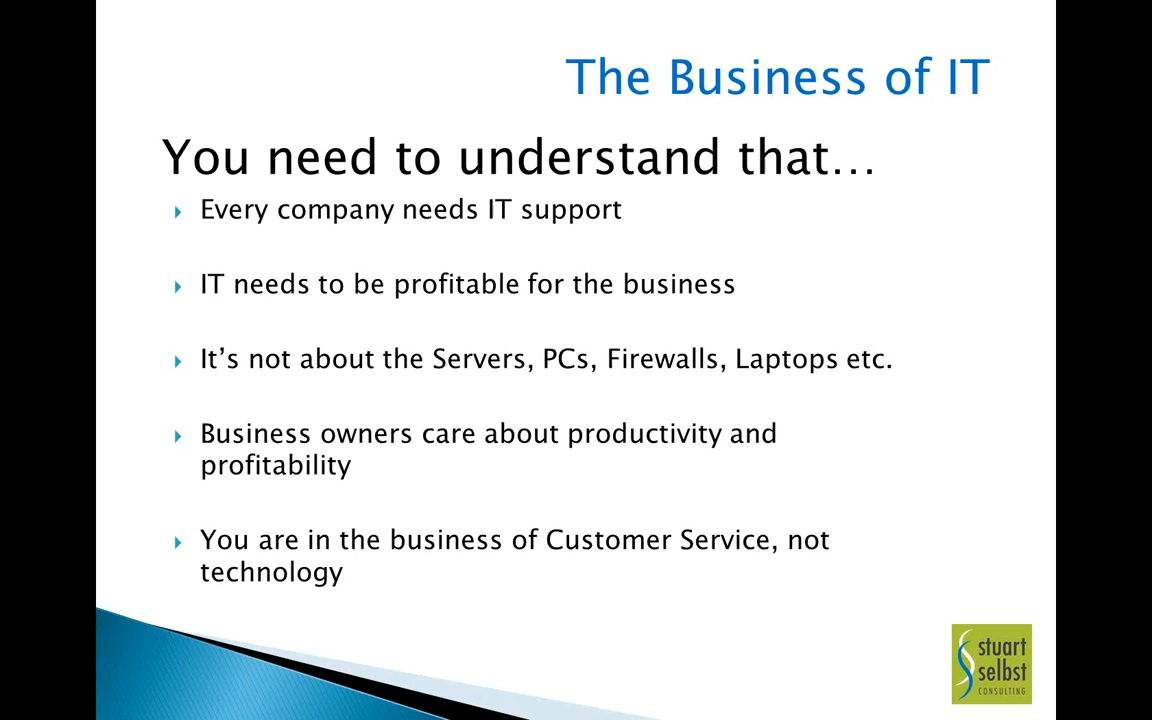 The Business of IT
You need to understand that…
Every company needs IT support
IT needs to be profitable for the business
It’s not about the Servers, PCs, Firewalls, Laptops etc.
Business owners care about productivity and
profitability
You are in the business of Customer Service, not
technology
stuart
selbst
CONSULTING